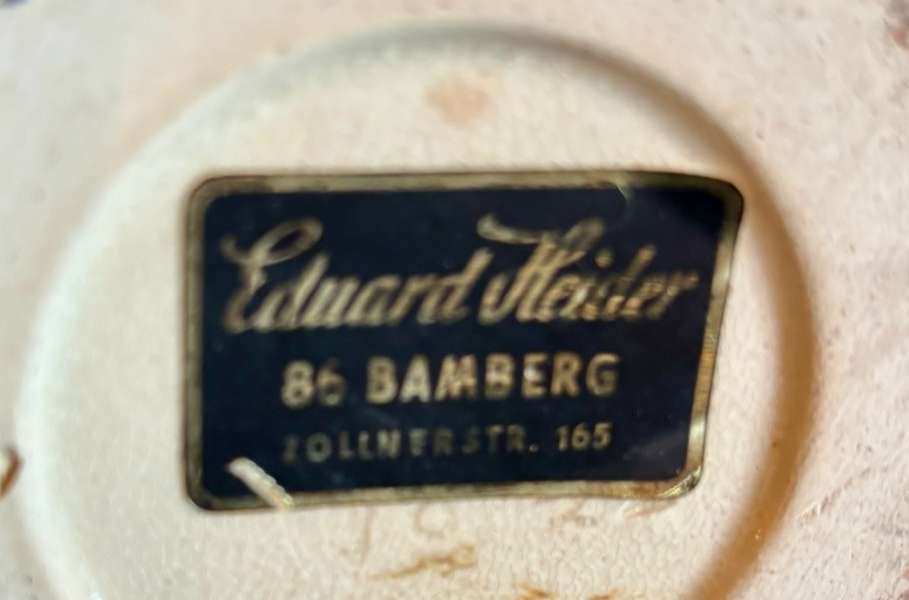 Eduard Heider
86 BAMBERG
ZOLLNERSTR. 165